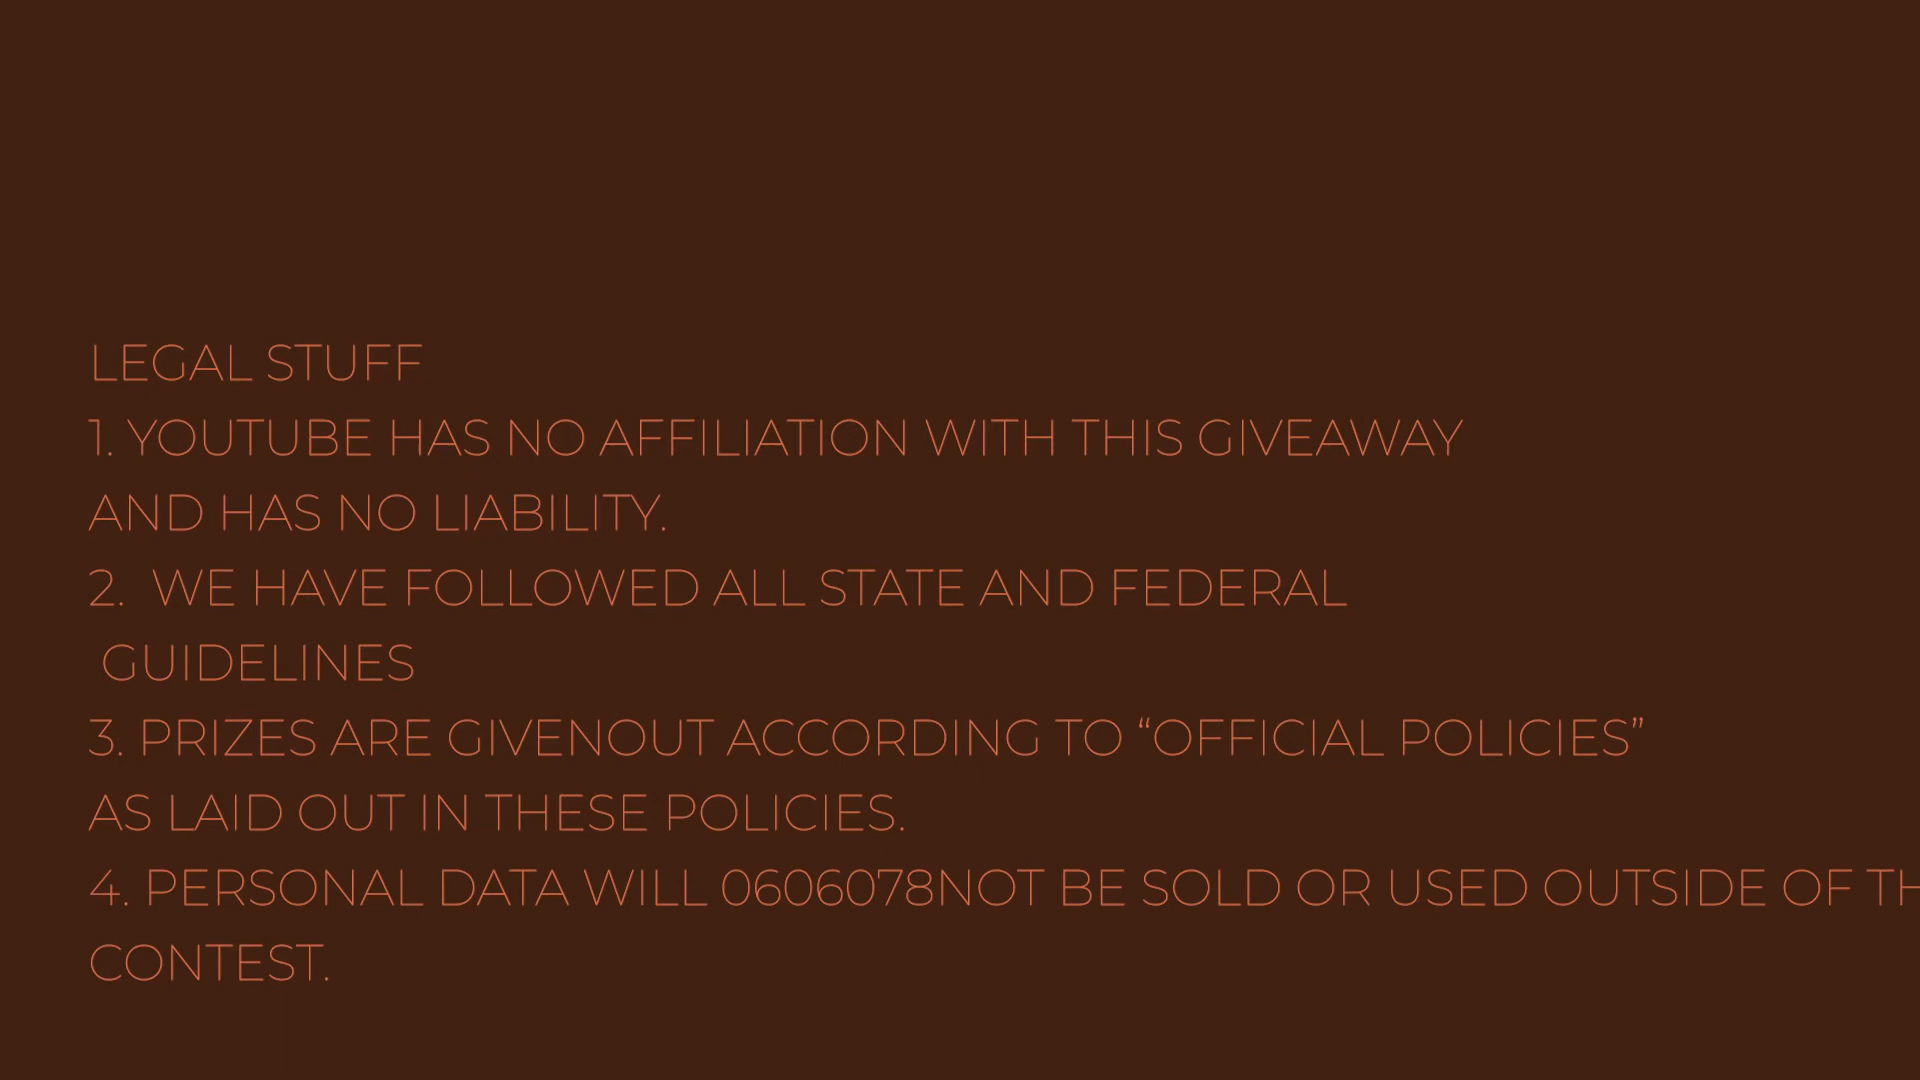 LEGAL STUFF
1. YOUTUBE HAS NO AFFILIATION WITH THIS GIVEAWAY
AND HAS NO LIABILITY.
2.  WE HAVE FOLLOWED ALL STATE AND FEDERAL
GUIDELINES
3. PRIZES ARE GIVENOUT ACCORDING TO “OFFICIAL POLICIES”
AS LAID OUT IN THESE POLICIES.
4. PERSONAL DATA WILL 0606078NOT BE SOLD OR USED OUTSIDE OF TH
CONTEST.